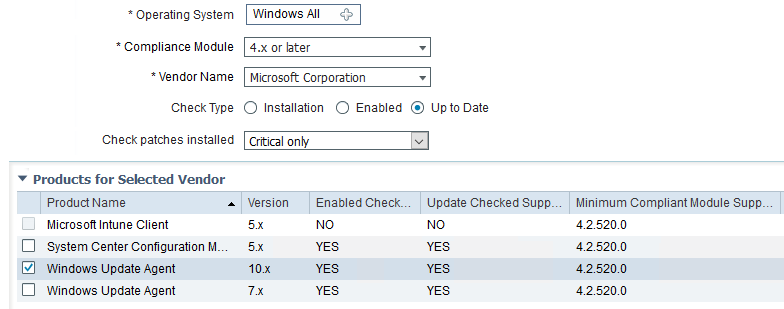 * Operating System Windows All
* Compliance Module 4.x or later
* Vendor Name Microsoft Corporation
Check Type Installation Enabled Up to Date
Check patches installed Critical only
Products for Selected Vendor
Product Name Version Enabled Check... Update Checked Supp... Minimum Compliant Module Supp...
Microsoft Intune Client 5.x NO NO 4.2.520.0
System Center Configuration M... 5.x YES YES 4.2.520.0
Windows Update Agent 10.x YES YES 4.2.520.0
Windows Update Agent 7.x YES YES 4.2.520.0